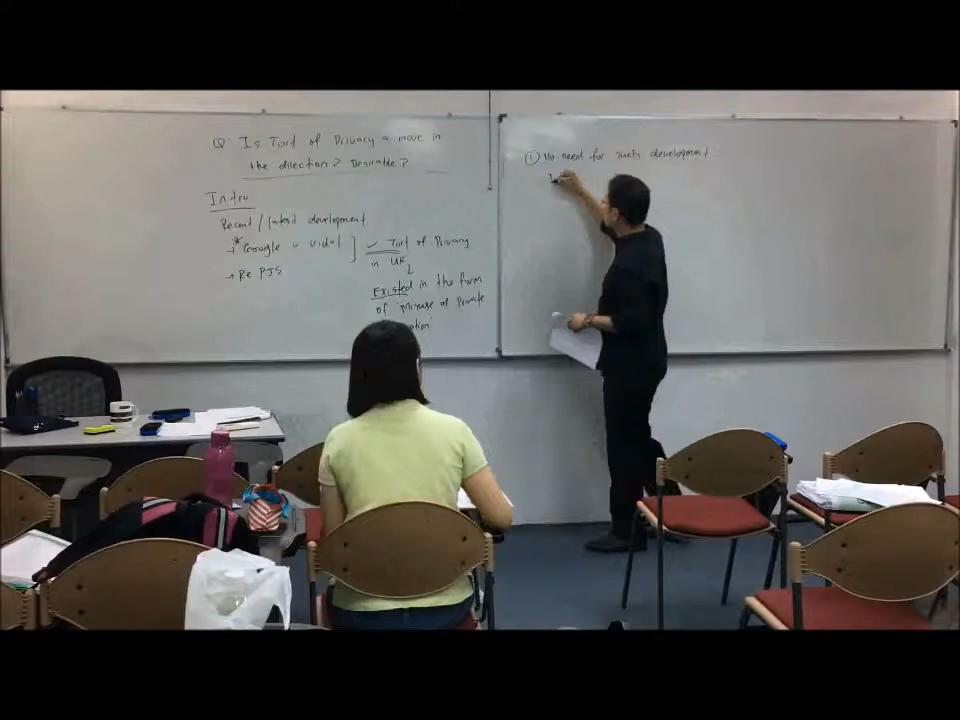 Q Is Tort of Privacy a move in
the direction? Desirable?
Intro
Recent/latest development
→ *Google v Vidal
→ Re PJS
✓ Tort of Privacy
in UK
Existed in the form
of 'Misuse of Private
① No need for such development